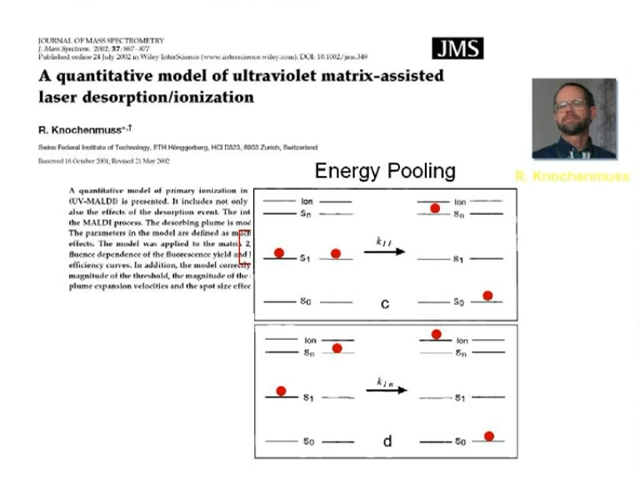 JOURNAL OF MASS SPECTROMETRY
J. Mass Spectrom. 2002; 37: 867–877
Published online 24 July 2002 in Wiley InterScience (www.interscience.wiley.com). DOI: 10.1002/jms.349
JMS
A quantitative model of ultraviolet matrix-assisted
laser desorption/ionization
R. Knochenmuss*,†
Swiss Federal Institute of Technology, ETH Hönggerberg, HCI D323, 8093 Zurich, Switzerland
Received 16 October 2001; Revised 21 May 2002
R. Knochenmuss
Energy Pooling
A quantitative model of primary ionization in
(UV-MALDI) is presented. It includes not only
also the effects of the desorption event. The int
the MALDI process. The desorbing plume is mod
The parameters in the model are defined as much
effects. The model was applied to the matrix 2,
fluence dependence of the fluorescence yield and
efficiency curves. In addition, the model correctly
magnitude of the threshold, the magnitude of the
plume expansion velocities and the spot size effec
Ion
Sn
S1
S0
k11
Ion
Sn
S1
S0
c
Ion
Sn
S1
S0
k1n
Ion
Sn
S1
S0
d